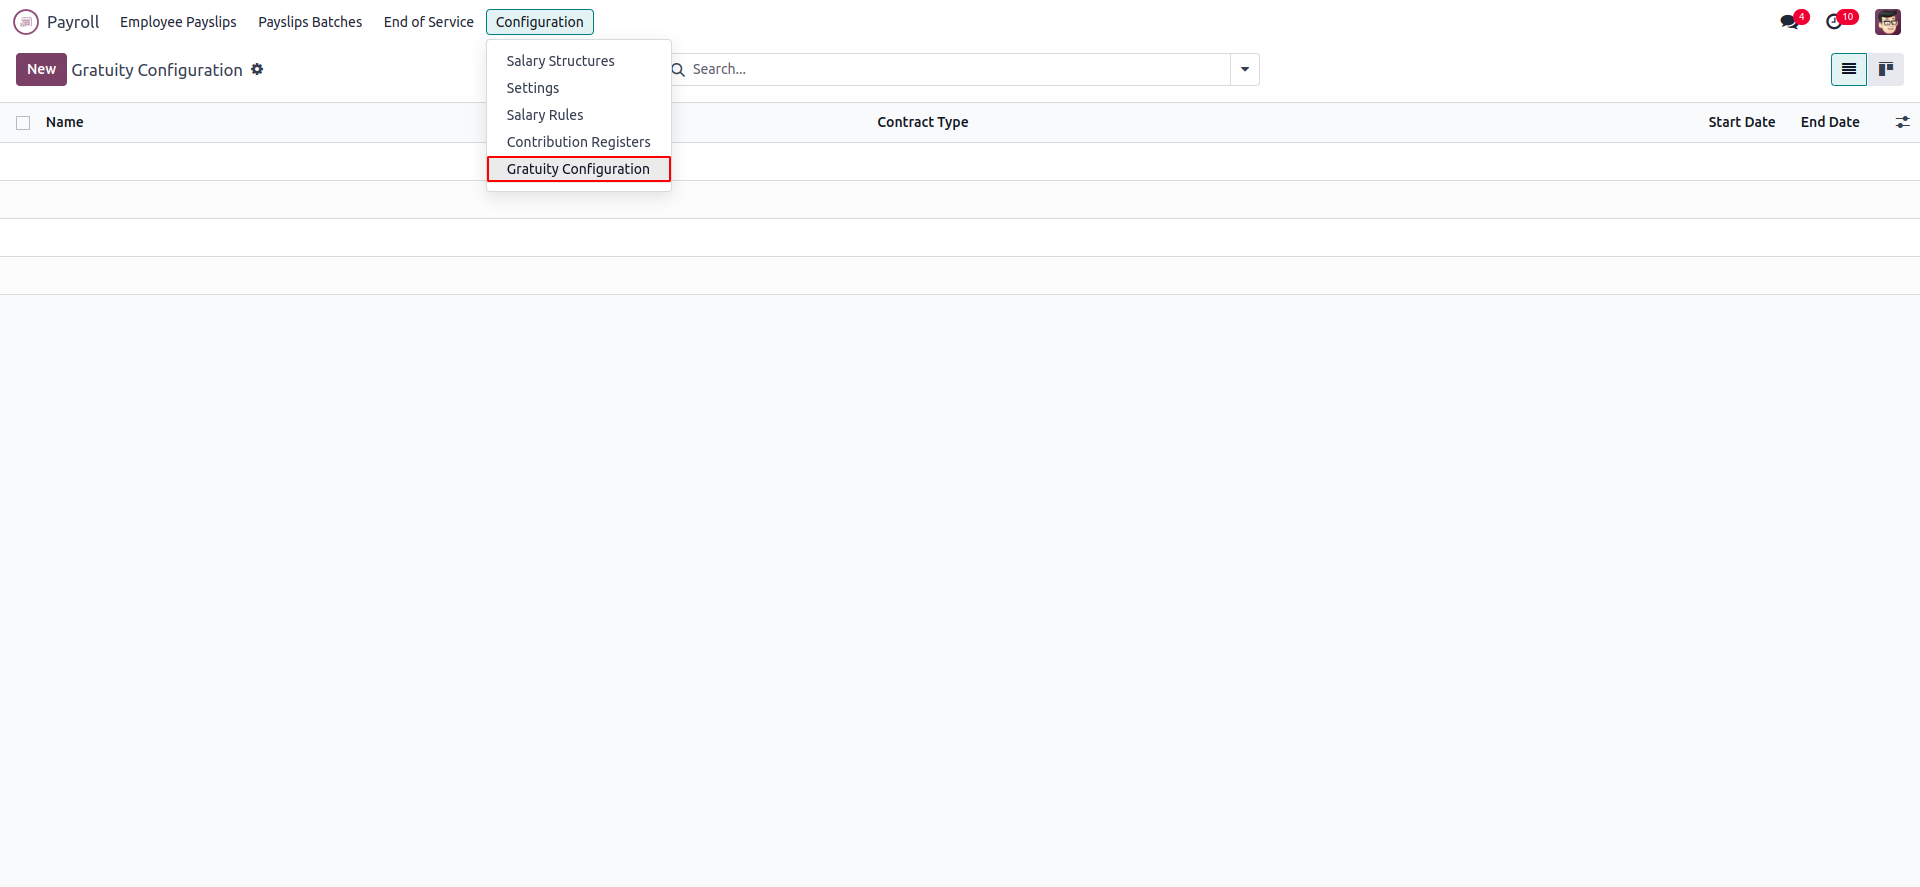 Payroll Employee Payslips Payslips Batches End of Service Configuration 4 10
New Gratuity Configuration Search...
Salary Structures
Settings
Salary Rules
Contribution Registers
Gratuity Configuration
Name Contract Type Start Date End Date